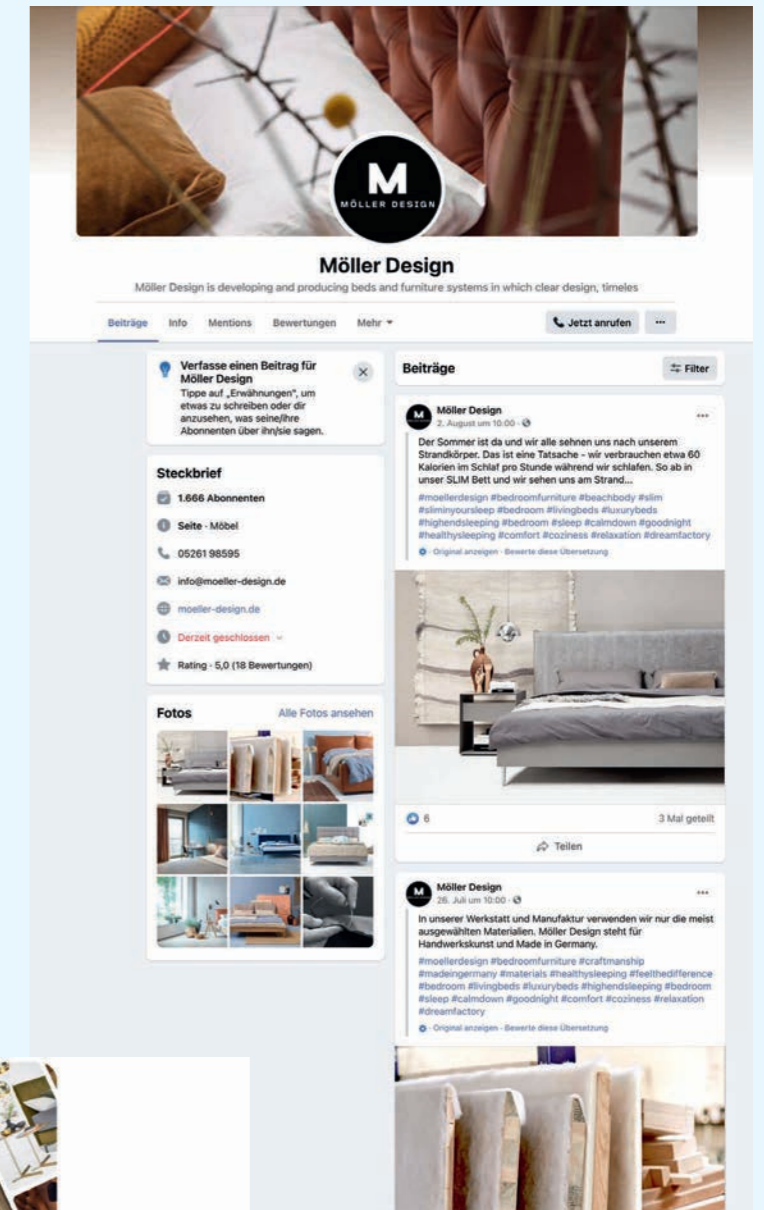 M
MÖLLER DESIGN
Möller Design
Möller Design is developing and producing beds and furniture systems in which clear design, timeles
Beiträge Info Mentions Bewertungen Mehr
Jetzt anrufen ···
Verfasse einen Beitrag für
Möller Design
Tippe auf „Erwähnungen", um
etwas zu schreiben oder dir
anzusehen, was seine/ihre
Abonnenten über ihn/sie sagen.
Steckbrief
1.666 Abonnenten
Seite · Möbel
05261 98595
info@moeller-design.de
moeller-design.de
Derzeit geschlossen
Rating · 5,0 (18 Bewertungen)
Fotos
Alle Fotos ansehen
Beiträge
Filter
M
Möller Design
2. August um 10:00 ·
Der Sommer ist da und wir alle sehnen uns nach unserem
Strandkörper. Das ist eine Tatsache - wir verbrauchen etwa 60
Kalorien im Schlaf pro Stunde während wir schlafen. So ab in
unser SLIM Bett und wir sehen uns am Strand...
#moellerdesign #bedroomfurniture #beachbody #slim
#sliminyoursleep #bedroom #livingbeds #luxurybeds
#highendsleeping #bedroom #sleep #calmdown #goodnight
#healthysleeping #comfort #coziness #relaxation #dreamfactory
· Original anzeigen · Bewerte diese Übersetzung
6
3 Mal geteilt
Teilen
M
Möller Design
26. Juli um 10:00 ·
In unserer Werkstatt und Manufaktur verwenden wir nur die meist
ausgewählten Materialien. Möller Design steht für
Handwerkskunst und Made in Germany.
#moellerdesign #bedroomfurniture #craftmanship
#madeingermany #materials #healthysleeping #feelthedifference
#bedroom #livingbeds #luxurybeds #highendsleeping #bedroom
#sleep #calmdown #goodnight #comfort #coziness #relaxation
#dreamfactory
· Original anzeigen · Bewerte diese Übersetzung